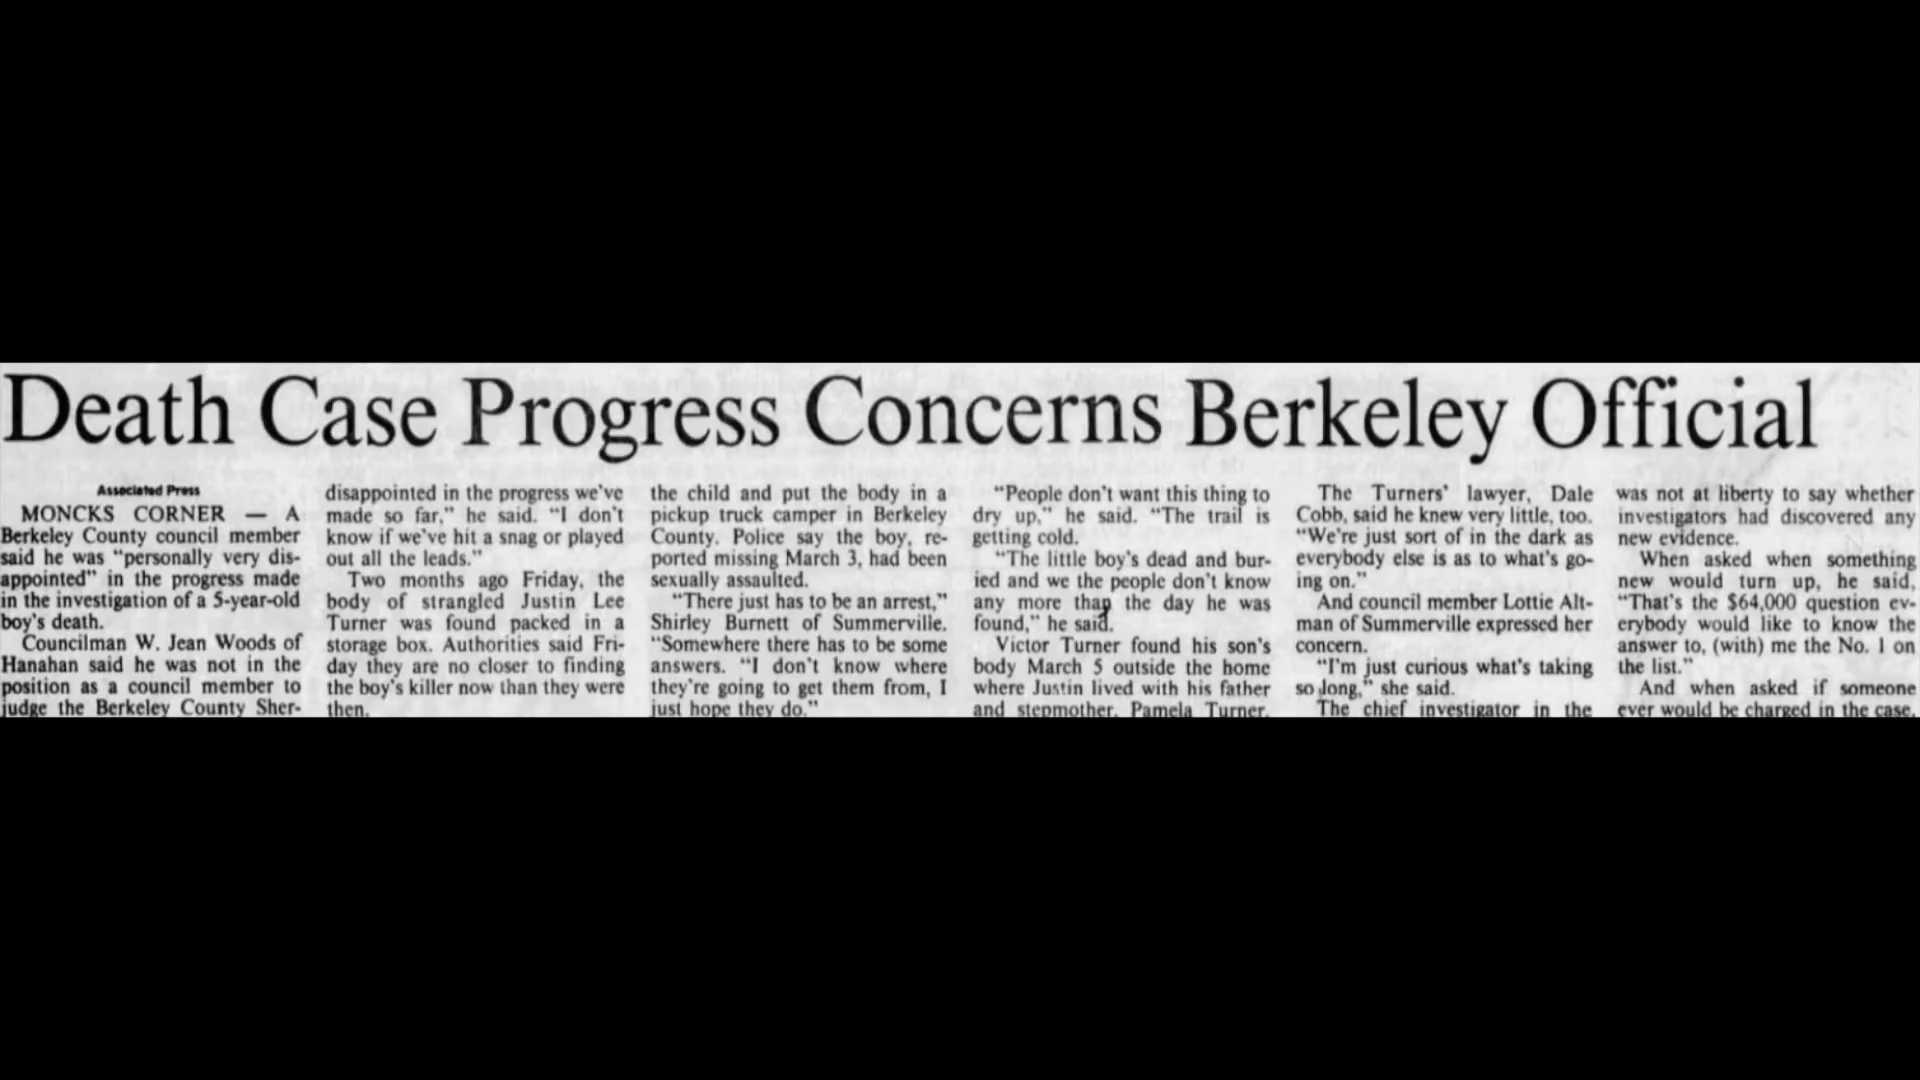 Death Case Progress Concerns Berkeley Official
Associated Press
MONCKS CORNER — A
Berkeley County council member
said he was “personally very dis-
appointed” in the progress made
in the investigation of a 5-year-old
boy's death.
Councilman W. Jean Woods of
Hanahan said he was not in the
position as a council member to
judge the Berkeley County Sher-
disappointed in the progress we've
made so far,” he said. “I don't
know if we've hit a snag or played
out all the leads.”
Two months ago Friday, the
body of strangled Justin Lee
Turner was found packed in a
storage box. Authorities said Fri-
day they are no closer to finding
the boy's killer now than they were
then.
the child and put the body in a
pickup truck camper in Berkeley
County. Police say the boy, re-
ported missing March 3, had been
sexually assaulted.
“There just has to be an arrest,”
Shirley Burnett of Summerville.
“Somewhere there has to be some
answers. “I don't know where
they're going to get them from, I
just hope they do.”
“People don't want this thing to
dry up,” he said. “The trail is
getting cold.
“The little boy's dead and bur-
ied and we the people don't know
any more than the day he was
found,” he said.
Victor Turner found his son's
body March 5 outside the home
where Justin lived with his father
and stepmother, Pamela Turner.
The Turners' lawyer, Dale
Cobb, said he knew very little, too.
“We're just sort of in the dark as
everybody else is as to what's go-
ing on.”
And council member Lottie Alt-
man of Summerville expressed her
concern.
“I'm just curious what's taking
so long,” she said.
The chief investigator in the
was not at liberty to say whether
investigators had discovered any
new evidence.
When asked when something
new would turn up, he said,
“That's the $64,000 question ev-
erybody would like to know the
answer to, (with) me the No. 1 on
the list.”
And when asked if someone
ever would be charged in the case,